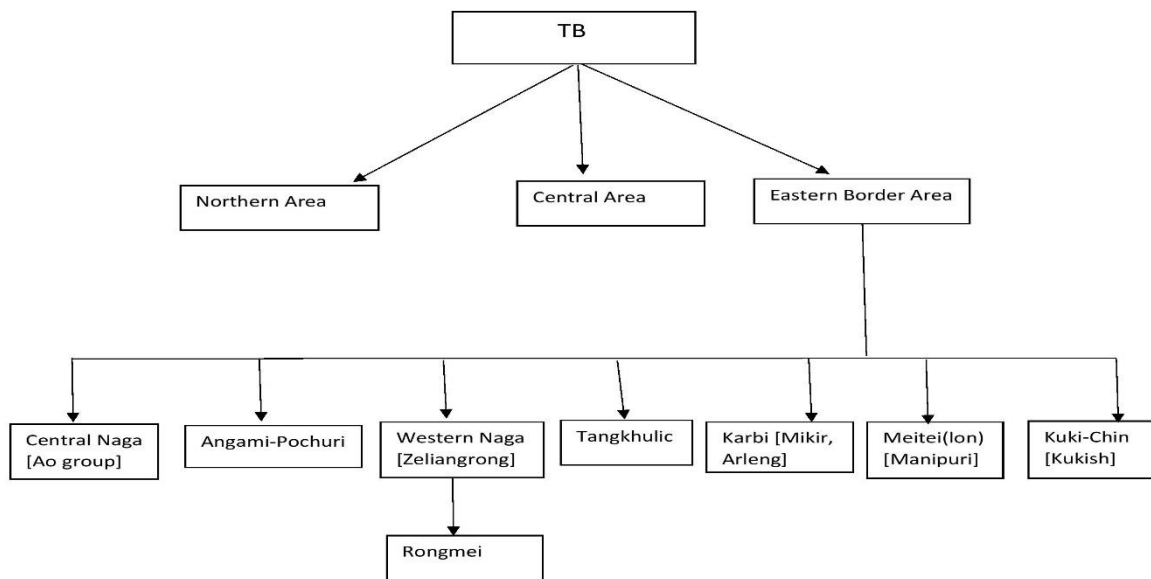 TB
Northern Area
Central Area
Eastern Border Area
Central Naga
[Ao group]
Angami-Pochuri
Western Naga
[Zeliangrong]
Tangkhulic
Karbi [Mikir,
Arleng]
Meitei(lon)
[Manipuri]
Kuki-Chin
[Kukish]
Rongmei